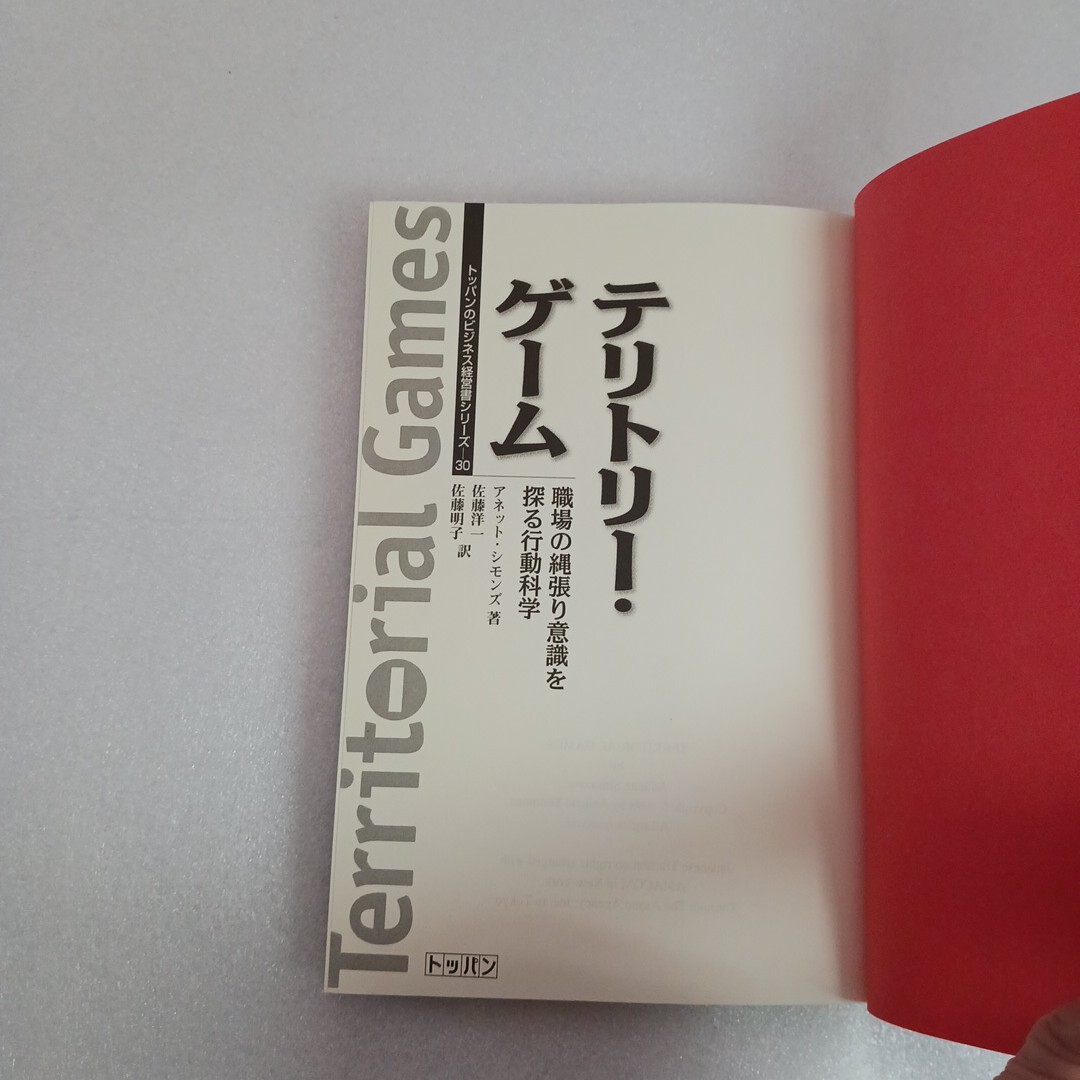 テリトリー・
ゲーム
職場の縄張り意識を
探る行動科学
アネット・シモンズ 著
佐藤洋一
佐藤明子 訳
トッパンのビジネス経営書シリーズ—30
Territorial Games
トッパン